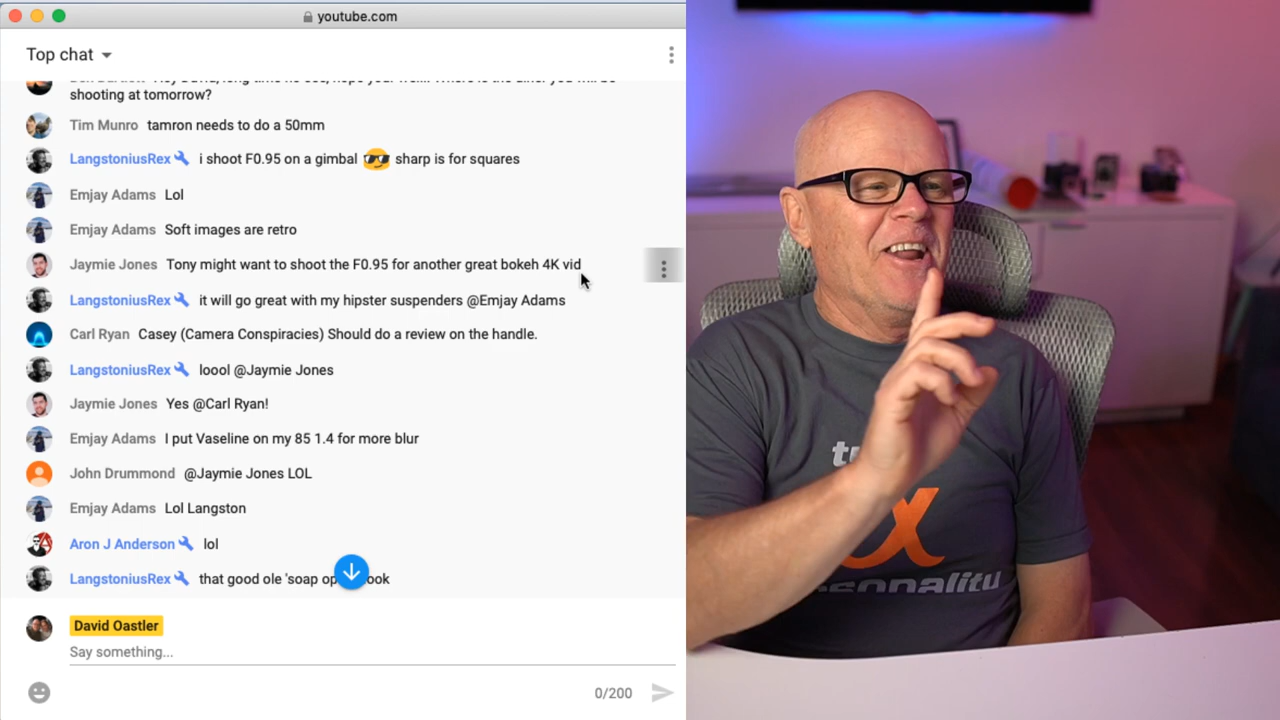 youtube.com
Top chat
shooting at tomorrow?
Tim Munro tamron needs to do a 50mm
LangstoniusRex i shoot F0.95 on a gimbal 😎 sharp is for squares
Emjay Adams Lol
Emjay Adams Soft images are retro
Jaymie Jones Tony might want to shoot the F0.95 for another great bokeh 4K vid
LangstoniusRex it will go great with my hipster suspenders @Emjay Adams
Carl Ryan Casey (Camera Conspiracies) Should do a review on the handle.
LangstoniusRex loool @Jaymie Jones
Jaymie Jones Yes @Carl Ryan!
Emjay Adams I put Vaseline on my 85 1.4 for more blur
John Drummond @Jaymie Jones LOL
Emjay Adams Lol Langston
Aron J Anderson lol
LangstoniusRex that good ole 'soap op ook
David Oastler
Say something...
0/200